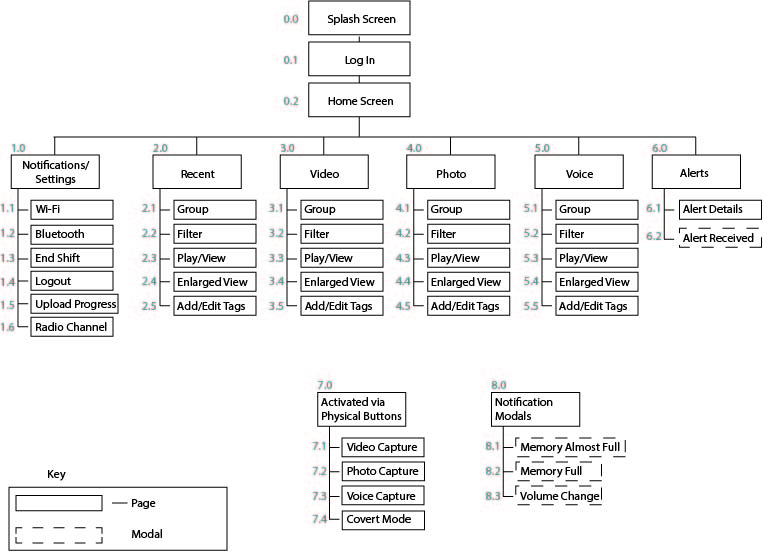 0.0 Splash Screen
0.1 Log In
0.2 Home Screen
1.0 Notifications/
Settings
1.1 Wi-Fi
1.2 Bluetooth
1.3 End Shift
1.4 Logout
1.5 Upload Progress
1.6 Radio Channel
2.0 Recent
2.1 Group
2.2 Filter
2.3 Play/View
2.4 Enlarged View
2.5 Add/Edit Tags
3.0 Video
3.1 Group
3.2 Filter
3.3 Play/View
3.4 Enlarged View
3.5 Add/Edit Tags
4.0 Photo
4.1 Group
4.2 Filter
4.3 Play/View
4.4 Enlarged View
4.5 Add/Edit Tags
5.0 Voice
5.1 Group
5.2 Filter
5.3 Play/View
5.4 Enlarged View
5.5 Add/Edit Tags
6.0 Alerts
6.1 Alert Details
6.2 Alert Received
7.0
Activated via
Physical Buttons
7.1 Video Capture
7.2 Photo Capture
7.3 Voice Capture
7.4 Covert Mode
8.0
Notification
Modals
8.1 Memory Almost Full
8.2 Memory Full
8.3 Volume Change
Key
Page
Modal